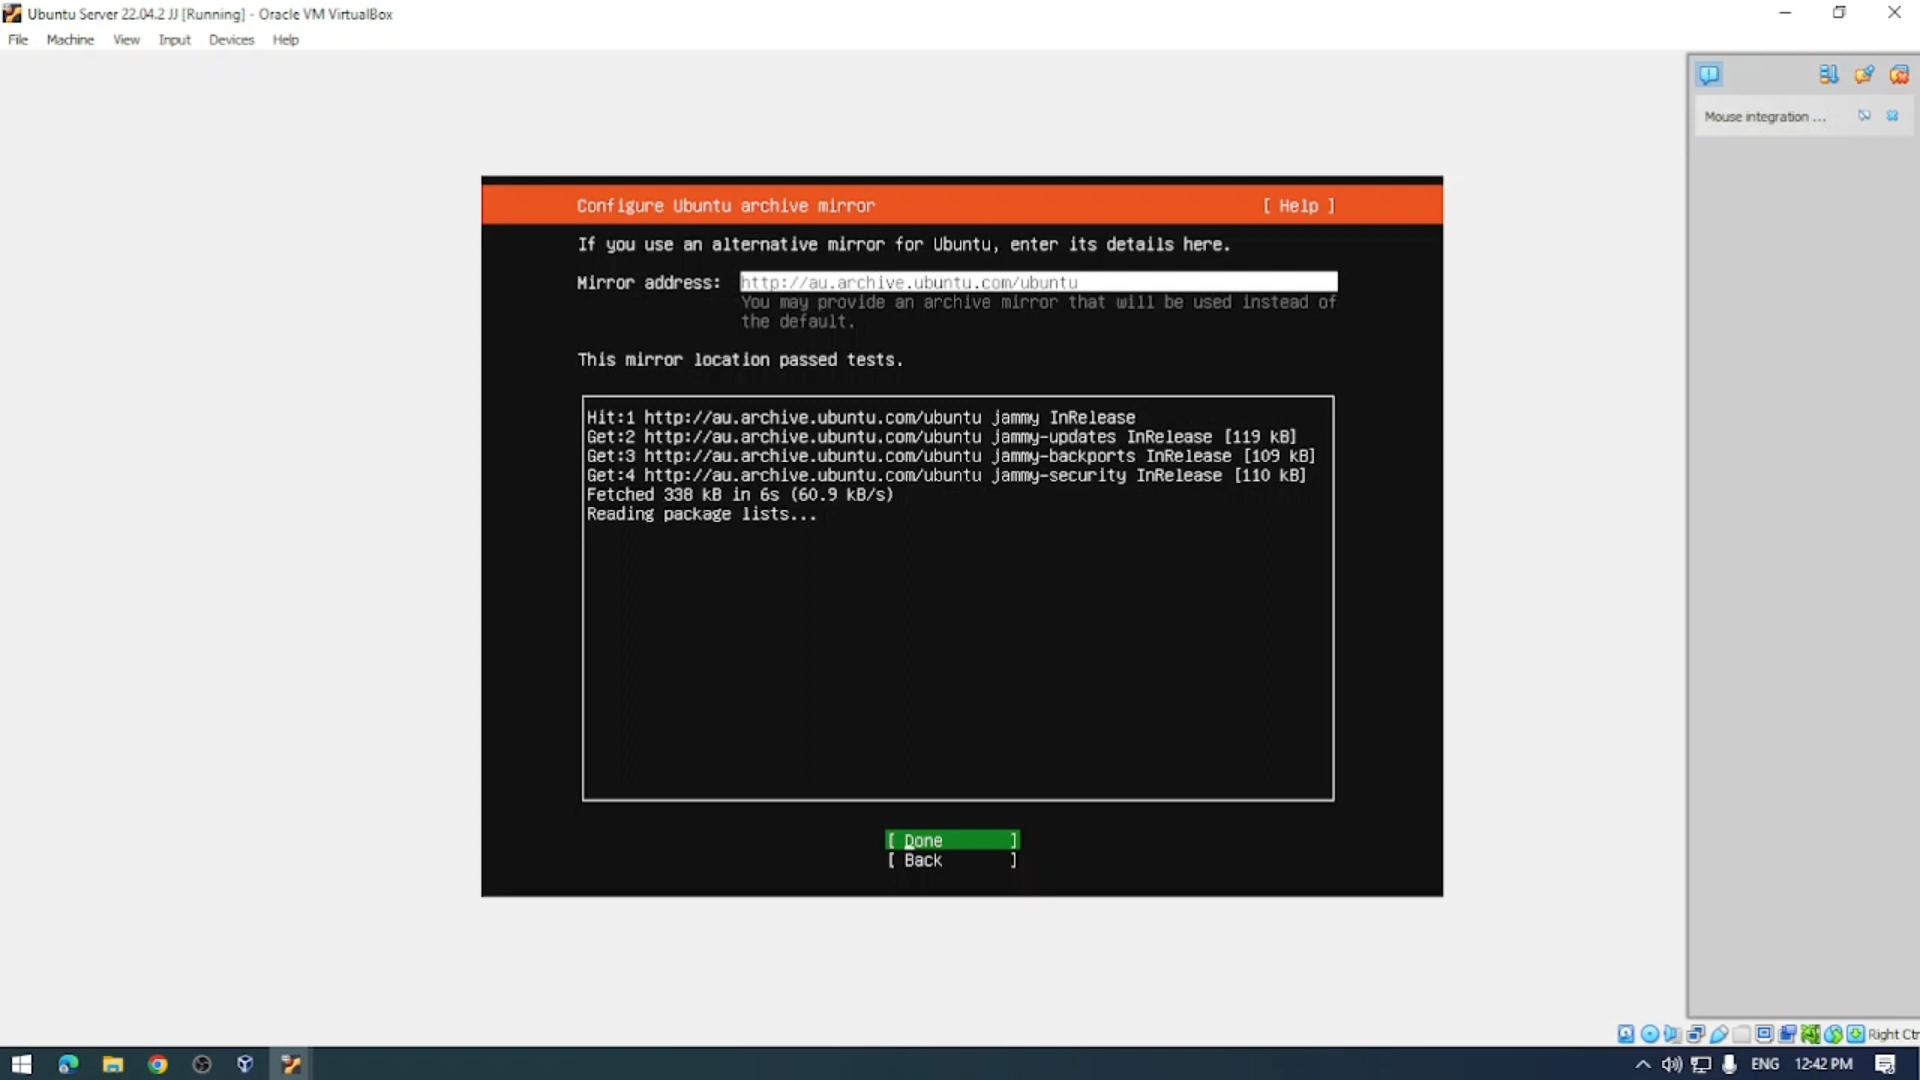 Ubuntu Server 22.04.2 JJ [Running] - Oracle VM VirtualBox
File Machine View Input Devices Help
Mouse integration ...
Configure Ubuntu archive mirror [ Help ]
If you use an alternative mirror for Ubuntu, enter its details here.
Mirror address: http://au.archive.ubuntu.com/ubuntu
You may provide an archive mirror that will be used instead of
the default.
This mirror location passed tests.
Hit:1 http://au.archive.ubuntu.com/ubuntu jammy InRelease
Get:2 http://au.archive.ubuntu.com/ubuntu jammy-updates InRelease [119 kB]
Get:3 http://au.archive.ubuntu.com/ubuntu jammy-backports InRelease [109 kB]
Get:4 http://au.archive.ubuntu.com/ubuntu jammy-security InRelease [110 kB]
Fetched 338 kB in 6s (60.9 kB/s)
Reading package lists...
[ Done ]
[ Back ]
Right Ctr
ENG 12:42 PM